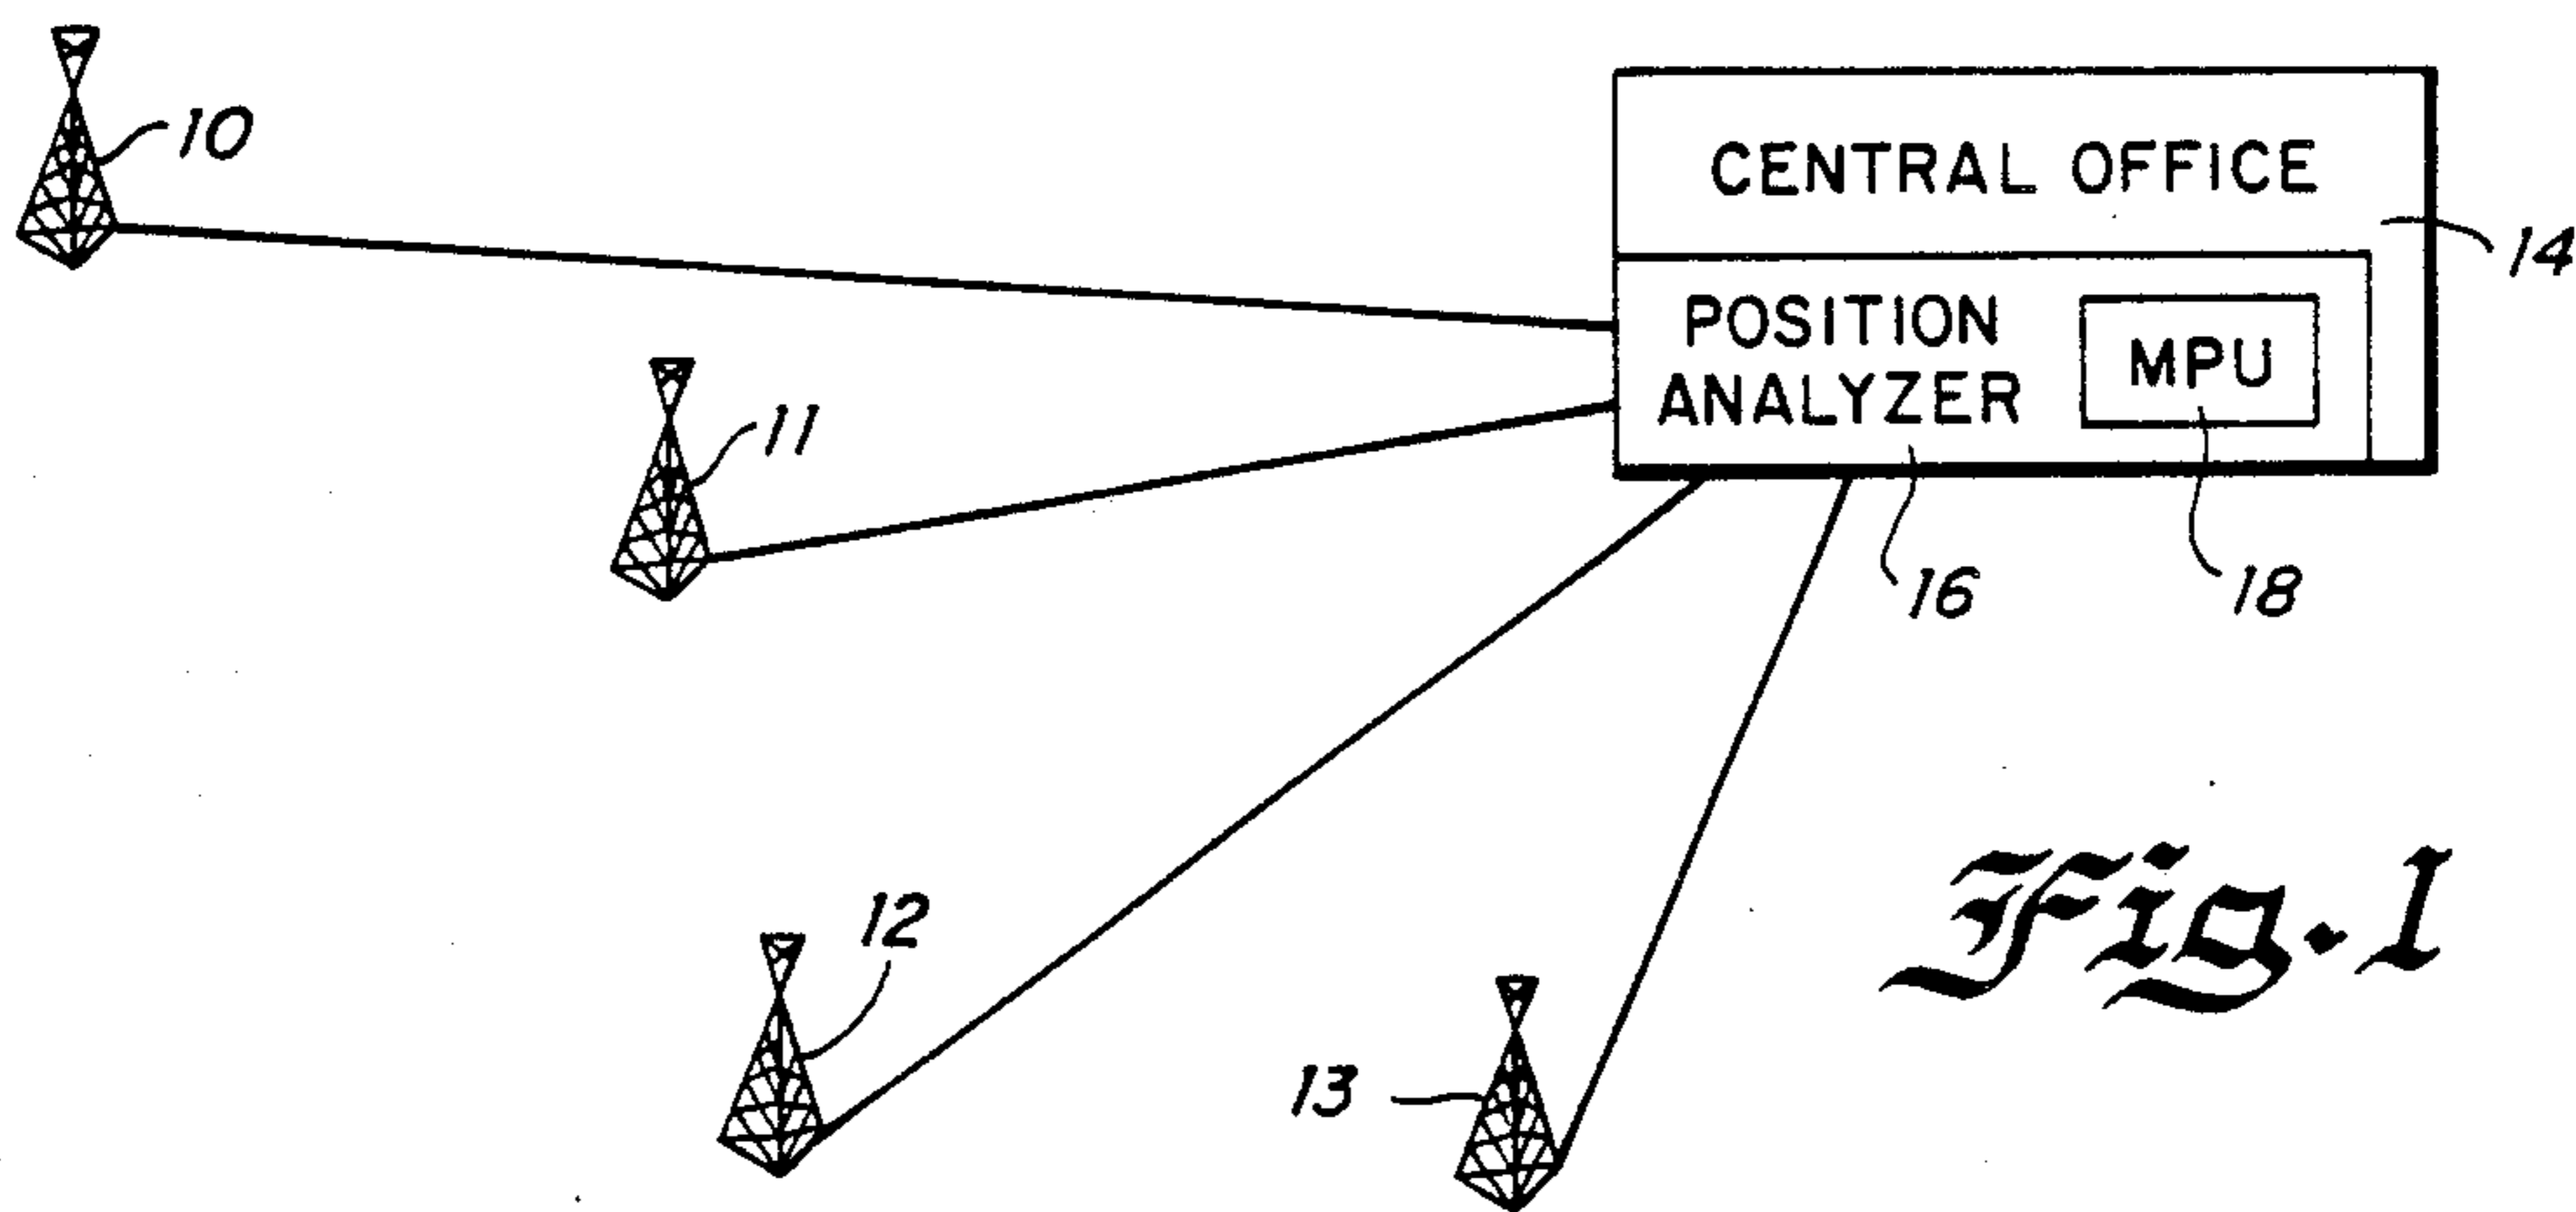 10
CENTRAL OFFICE
14
POSITION
ANALYZER
MPU
11
16
18
12
13
Fig. 1